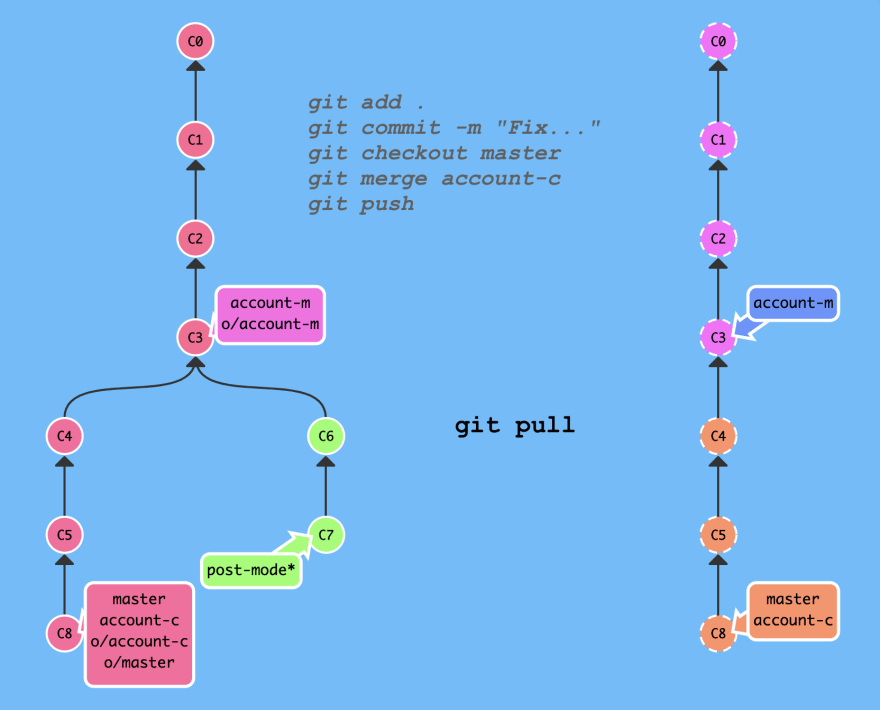 C0
C1
C2
C3
account-m
o/account-m
C4
C6
C5
C7
post-mode*
C8
master
account-c
o/account-c
o/master
git add .
git commit -m "Fix..."
git checkout master
git merge account-c
git push
git pull
C0
C1
C2
account-m
C3
C4
C5
C8
master
account-c